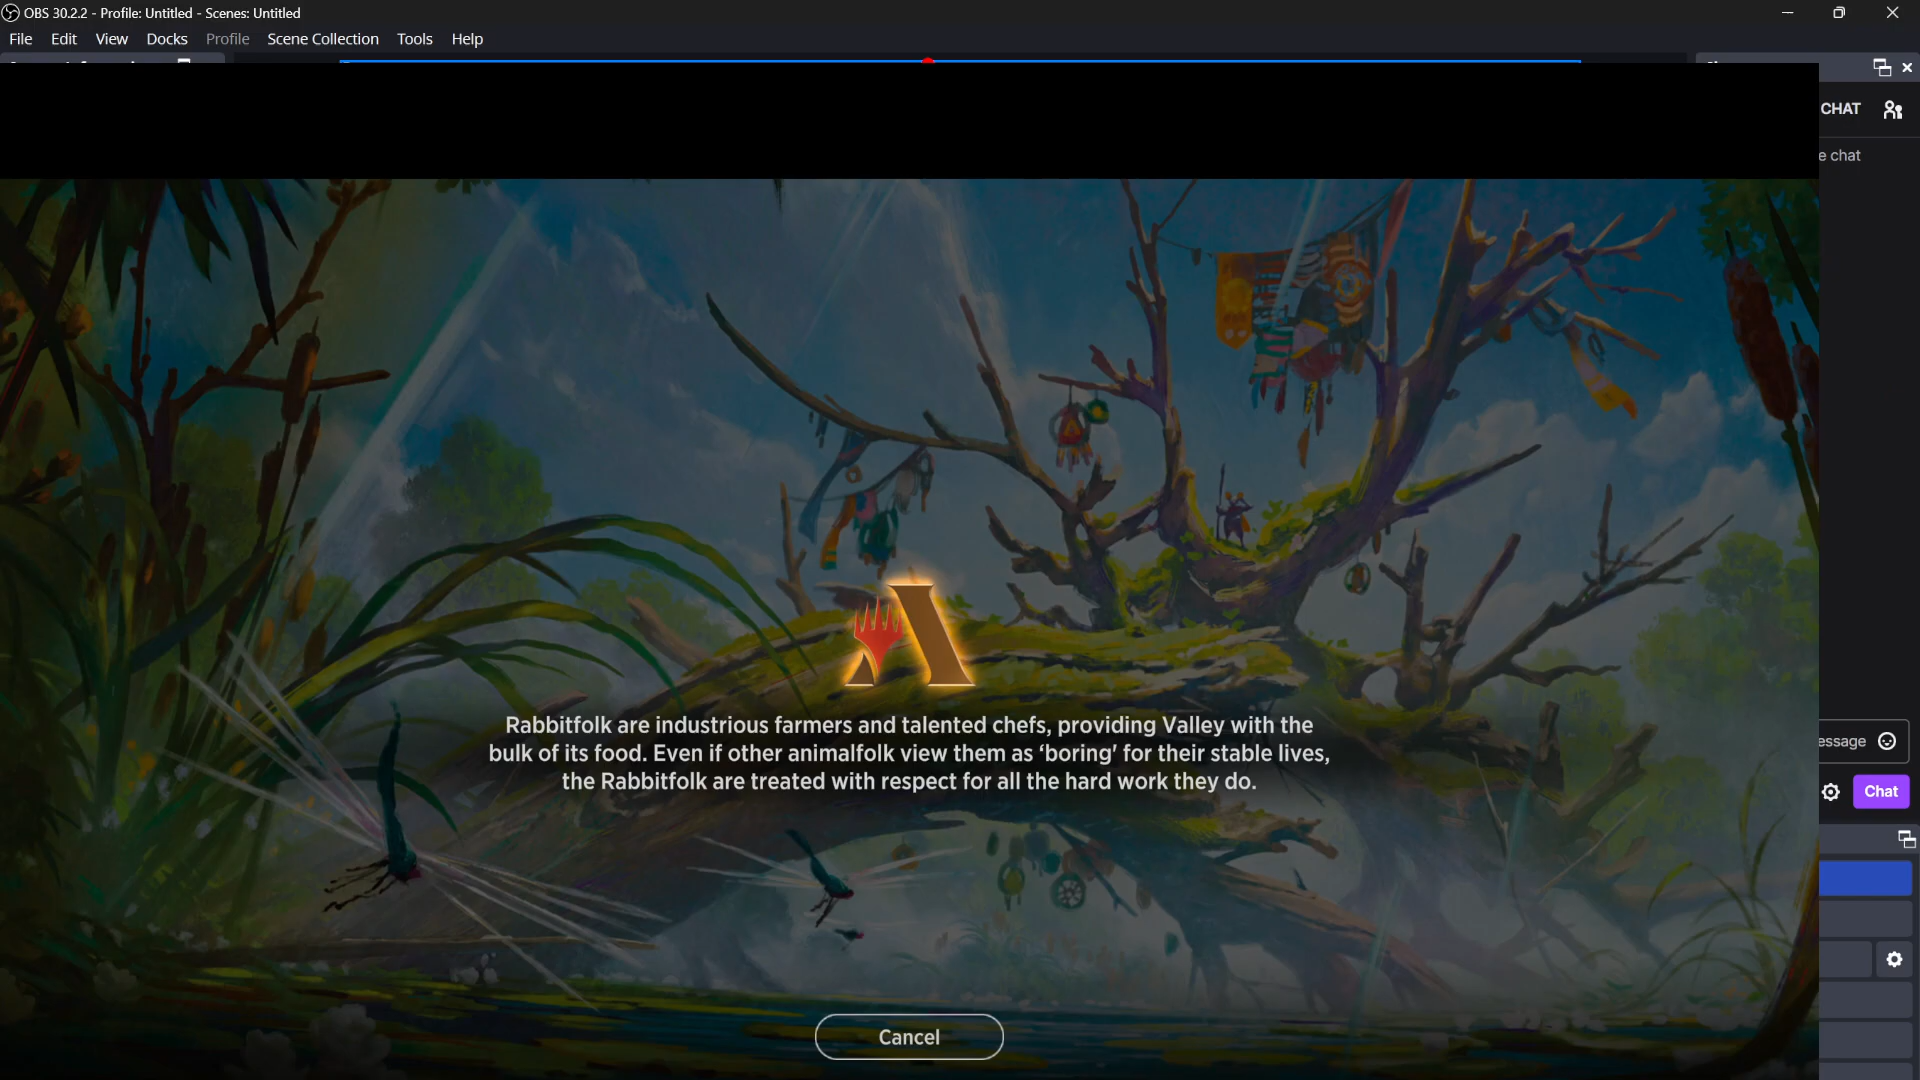 OBS 30.2.2 - Profile: Untitled - Scenes: Untitled
File Edit View Docks Profile Scene Collection Tools Help
CHAT
e chat
Rabbitfolk are industrious farmers and talented chefs, providing Valley with the
bulk of its food. Even if other animalfolk view them as ‘boring’ for their stable lives,
the Rabbitfolk are treated with respect for all the hard work they do.
essage
Chat
Cancel